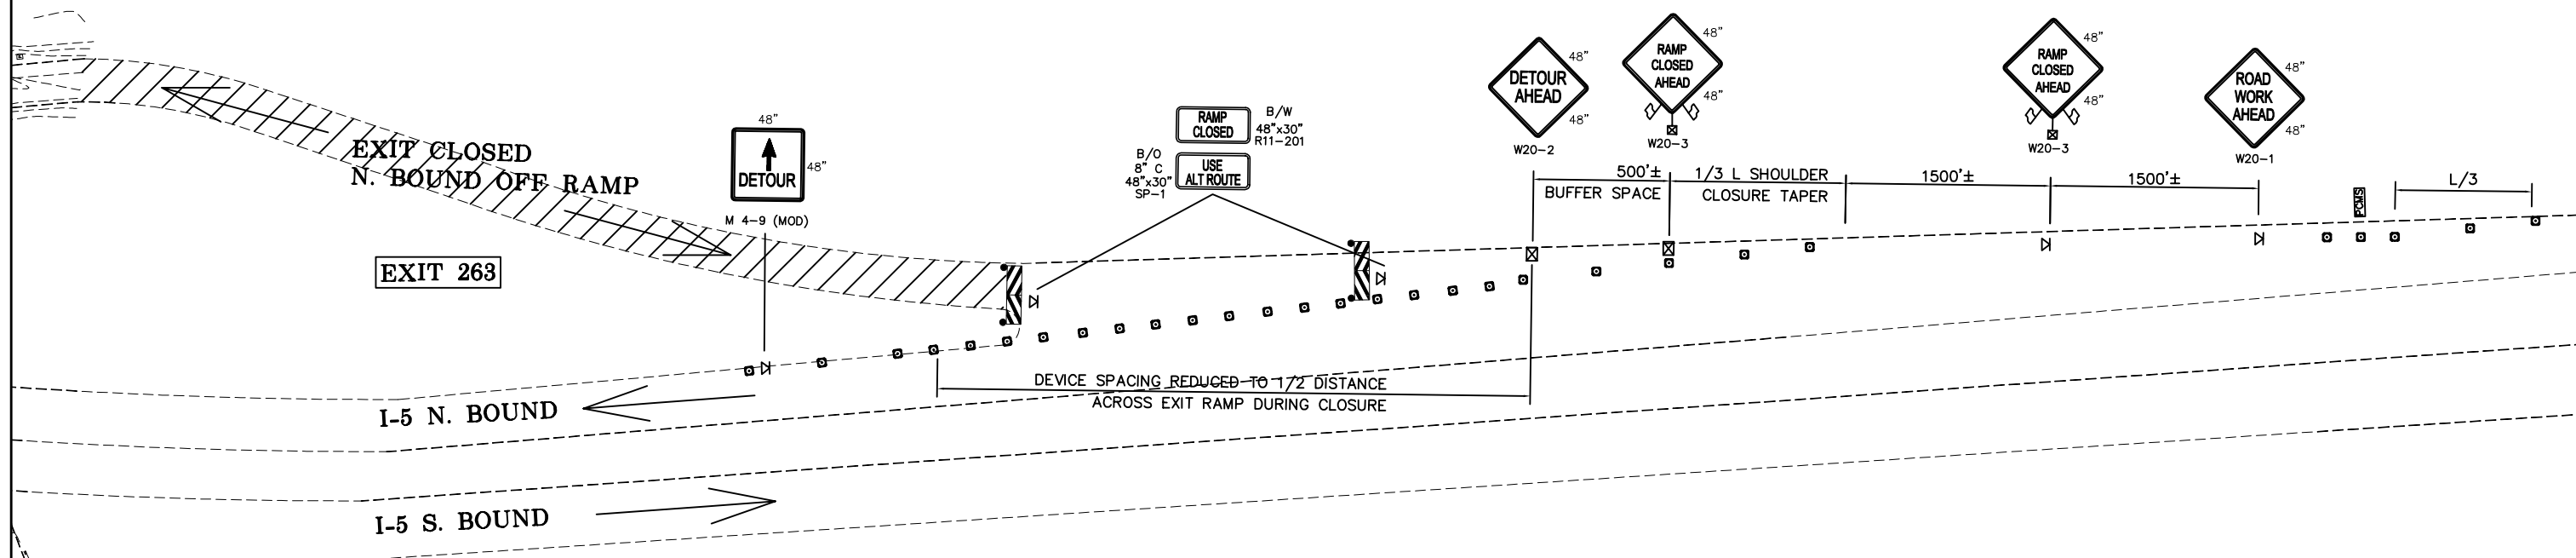 EXIT CLOSED
N. BOUND OFF RAMP
EXIT 263
48"
DETOUR
48"
M 4-9 (MOD)
RAMP
CLOSED
B/W
48"x30"
R11-201
B/O
8" C
48"x30"
SP-1
USE
ALT ROUTE
DETOUR
AHEAD
48"
48"
W20-2
RAMP
CLOSED
AHEAD
48"
48"
W20-3
RAMP
CLOSED
AHEAD
48"
48"
W20-3
ROAD
WORK
AHEAD
48"
48"
W20-1
500'±
BUFFER SPACE
1/3 L SHOULDER
CLOSURE TAPER
1500'±
1500'±
PCMS
L/3
DEVICE SPACING REDUCED TO 1/2 DISTANCE
ACROSS EXIT RAMP DURING CLOSURE
I-5 N. BOUND
I-5 S. BOUND